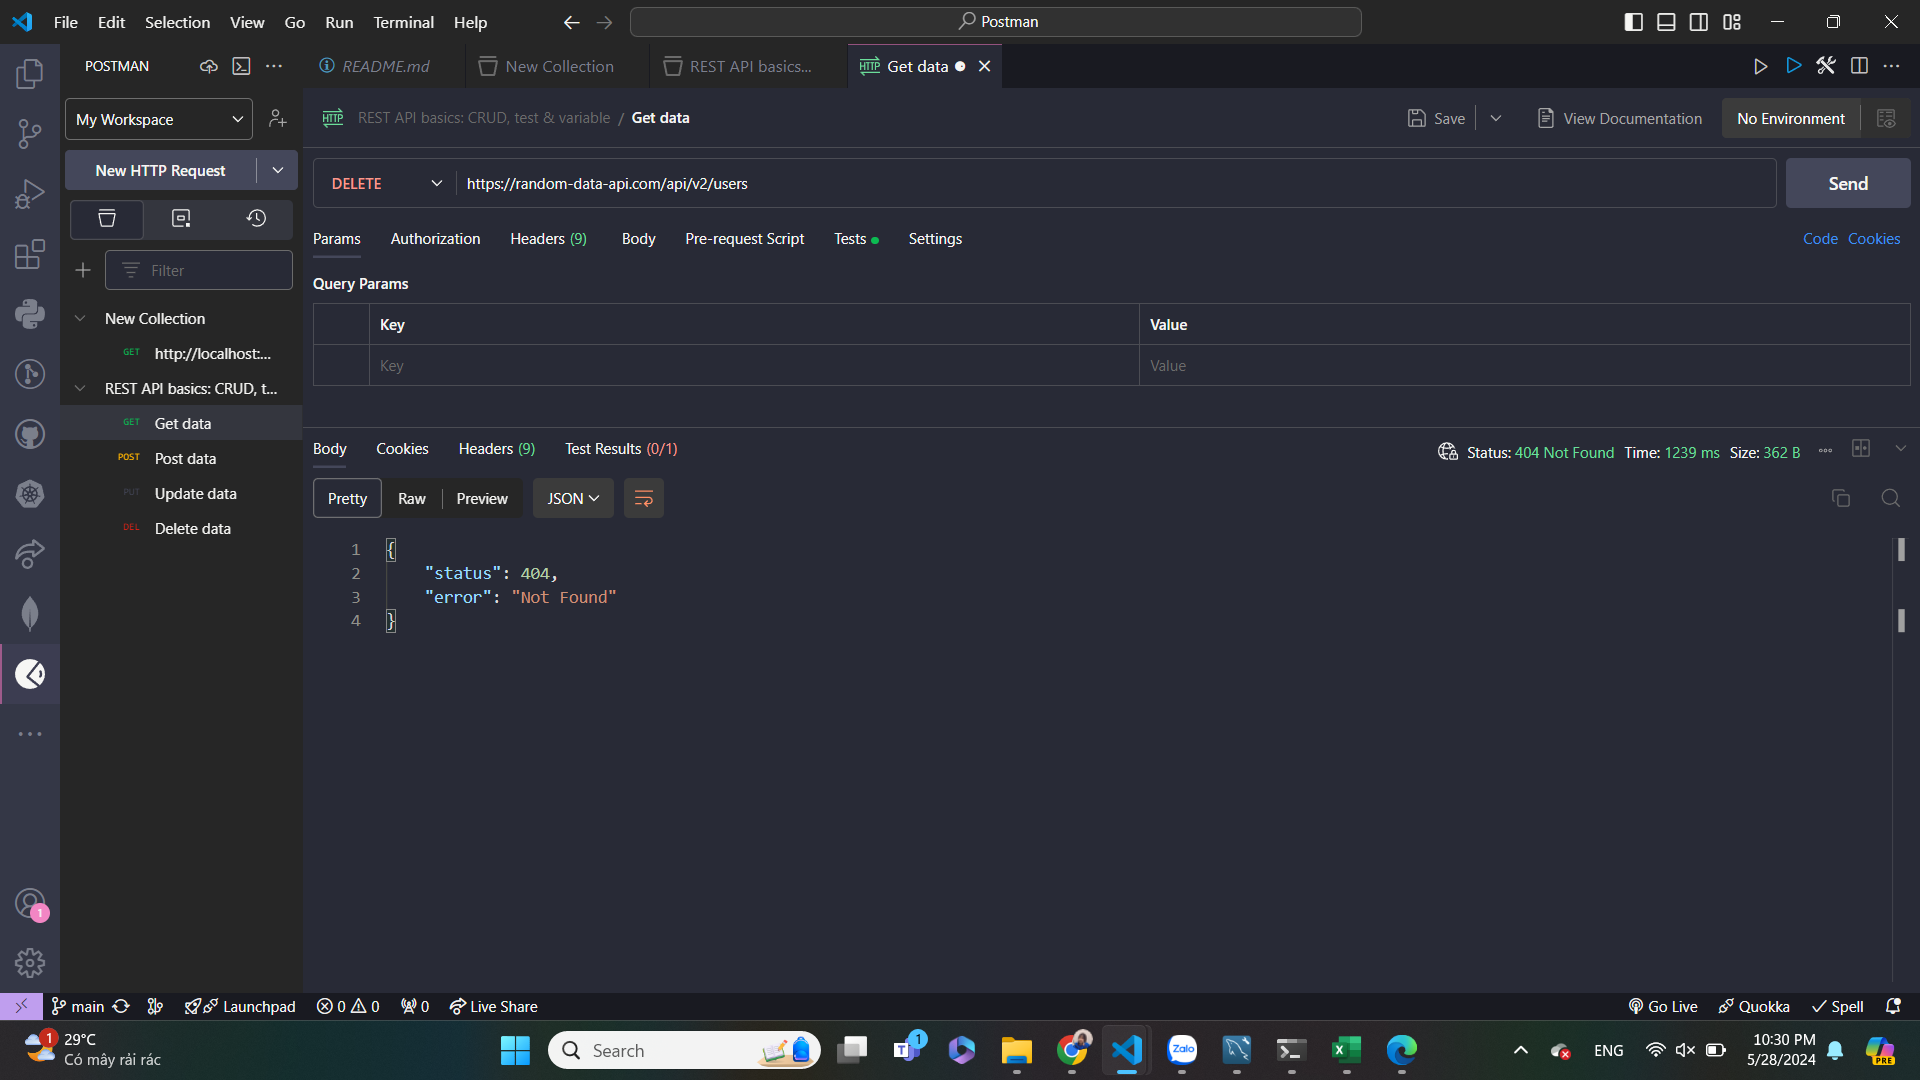 File Edit Selection View Go Run Terminal Help
Postman
POSTMAN
README.md
New Collection
REST API basics...
HTTP Get data
My Workspace
HTTP REST API basics: CRUD, test & variable / Get data
Save
View Documentation
No Environment
New HTTP Request
DELETE https://random-data-api.com/api/v2/users
Send
Params Authorization Headers (9) Body Pre-request Script Tests Settings
Code Cookies
Filter
Query Params
New Collection
Key Value
GET http://localhost:...
Key Value
REST API basics: CRUD, t...
GET Get data
POST Post data
PUT Update data
DEL Delete data
Body Cookies Headers (9) Test Results (0/1)
Status: 404 Not Found Time: 1239 ms Size: 362 B
Pretty Raw Preview JSON
1 {
2 "status": 404,
3 "error": "Not Found"
4 }
1
main
Launchpad
0 0
0
Live Share
Go Live
Quokka
Spell
1
29°C
Có mây rải rác
Search
1
Zalo
ENG
10:30 PM
5/28/2024
PRE